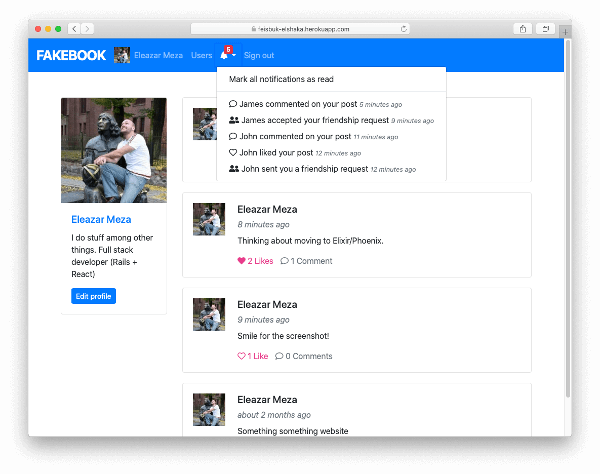 feisbuk-elshaka.herokuapp.com
FAKEBOOK Eleazar Meza Users 5 Sign out
Mark all notifications as read
James commented on your post 5 minutes ago
James accepted your friendship request 9 minutes ago
John commented on your post 11 minutes ago
John liked your post 12 minutes ago
John sent you a friendship request 12 minutes ago
Eleazar Meza
I do stuff among other
things. Full stack
developer (Rails +
React)
Edit profile
Eleazar Meza
8 minutes ago
Thinking about moving to Elixir/Phoenix.
2 Likes 1 Comment
Eleazar Meza
9 minutes ago
Smile for the screenshot!
1 Like 0 Comments
Eleazar Meza
about 2 months ago
Something something website